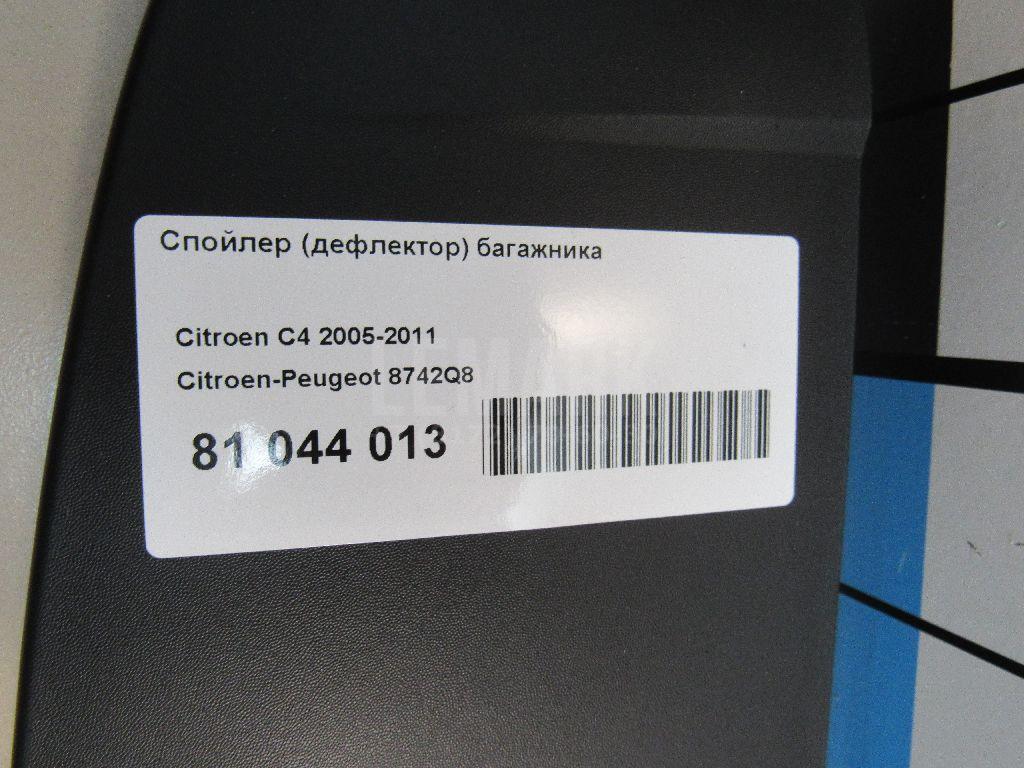 Спойлер (дефлектор) багажника
Citroen C4 2005-2011
Citroen-Peugeot 8742Q8
81 044 013